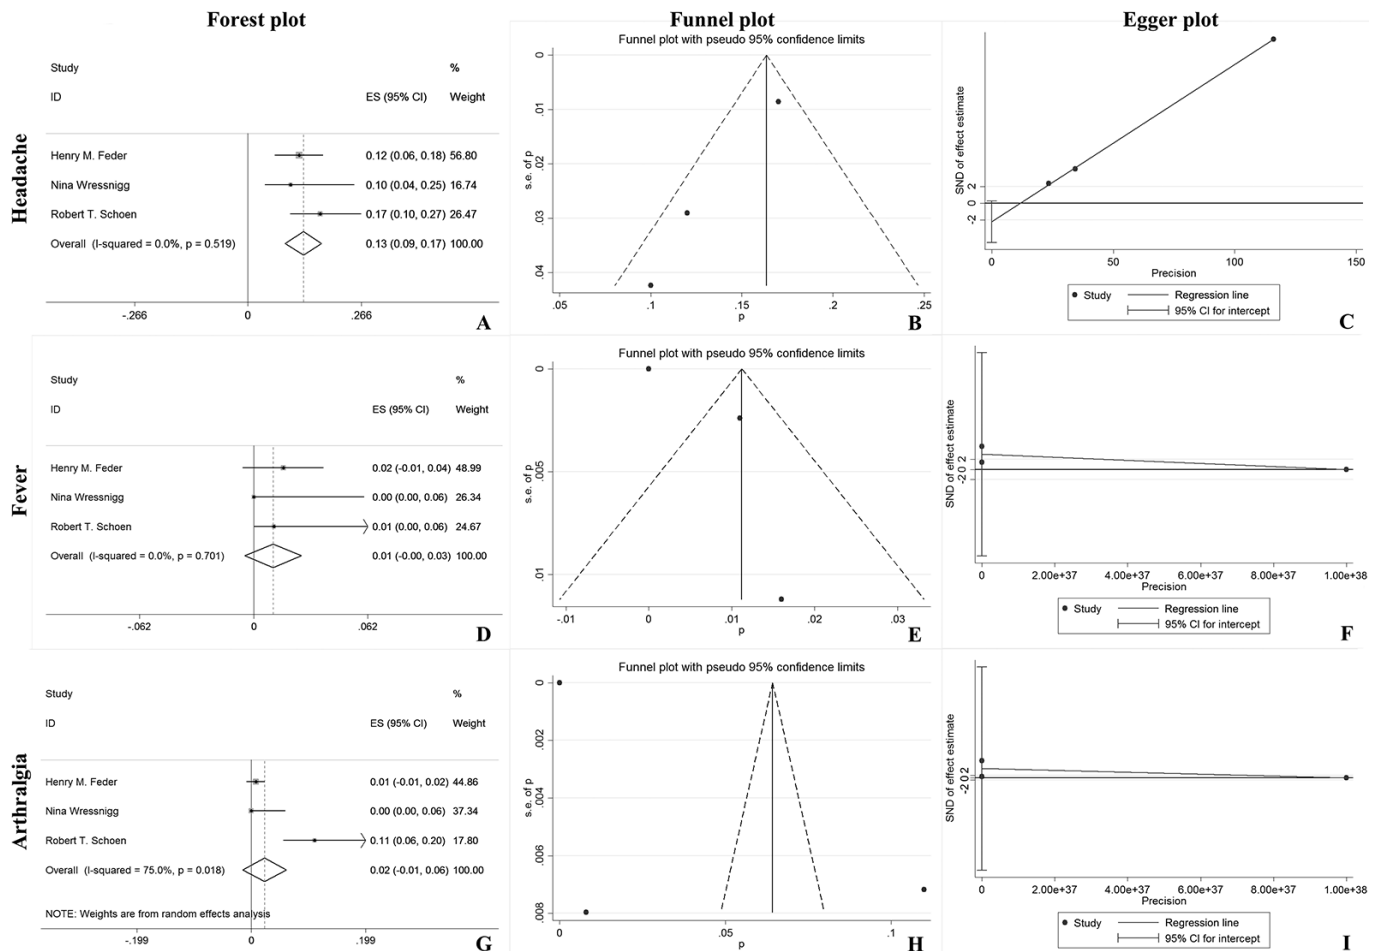 Forest plot
Funnel plot
Egger plot
Headache
Study
%
ID
ES (95% CI)
Weight
Henry M. Feder
0.12 (0.06, 0.18)
56.80
Nina Wressnigg
0.10 (0.04, 0.25)
16.74
Robert T. Schoen
0.17 (0.10, 0.27)
26.47
Overall (I-squared = 0.0%, p = 0.519)
0.13 (0.09, 0.17)
100.00
-.266
0
.266
A
Funnel plot with pseudo 95% confidence limits
s.e. of p
0
.01
.02
.03
.04
.05
.1
.15
.2
.25
p
B
SND of effect estimate
2
0
-2
0
50
100
150
Precision
Study
Regression line
95% CI for intercept
C
Fever
Study
%
ID
ES (95% CI)
Weight
Henry M. Feder
0.02 (-0.01, 0.04)
48.99
Nina Wressnigg
0.00 (0.00, 0.06)
26.34
Robert T. Schoen
0.01 (0.00, 0.06)
24.67
Overall (I-squared = 0.0%, p = 0.701)
0.01 (-0.00, 0.03)
100.00
-.062
0
.062
D
Funnel plot with pseudo 95% confidence limits
s.e. of p
0
.005
.01
-.01
0
.01
.02
.03
p
E
SND of effect estimate
2
0
-2
0
2.00e+37
4.00e+37
6.00e+37
8.00e+37
1.00e+38
Precision
Study
Regression line
95% CI for intercept
F
Arthralgia
Study
%
ID
ES (95% CI)
Weight
Henry M. Feder
0.01 (-0.01, 0.02)
44.86
Nina Wressnigg
0.00 (0.00, 0.06)
37.34
Robert T. Schoen
0.11 (0.06, 0.20)
17.80
Overall (I-squared = 75.0%, p = 0.018)
0.02 (-0.01, 0.06)
100.00
NOTE: Weights are from random effects analysis
-.199
0
.199
G
Funnel plot with pseudo 95% confidence limits
s.e. of p
0
.002
.004
.006
.008
0
.05
.1
p
H
SND of effect estimate
2
0
-2
0
2.00e+37
4.00e+37
6.00e+37
8.00e+37
1.00e+38
Precision
Study
Regression line
95% CI for intercept
I